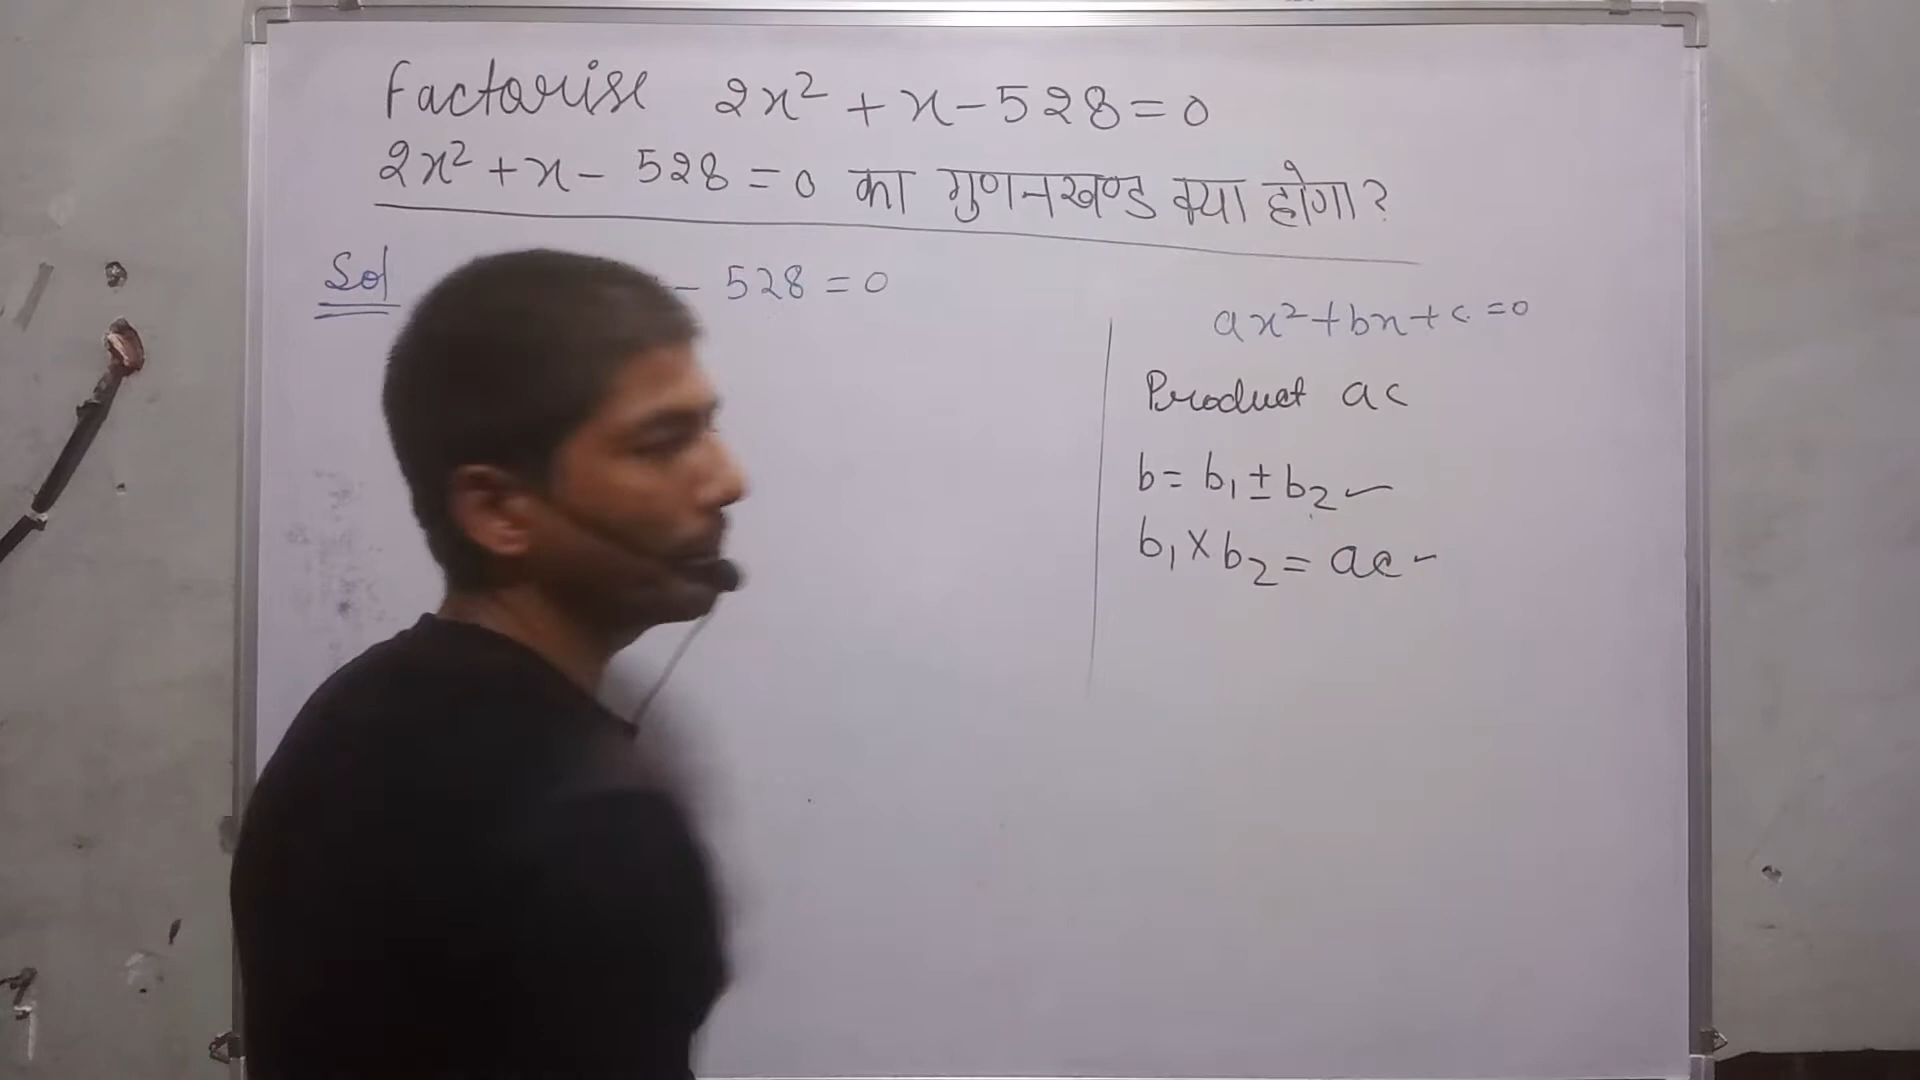 Factorise 2x² + x - 528 = 0
2x² + x - 528 = 0 का गुणनखण्ड क्या होगा?
Sol - 528 = 0
ax² + bx + c = 0
Product ac
b = b₁ ± b₂
b₁ × b₂ = ac